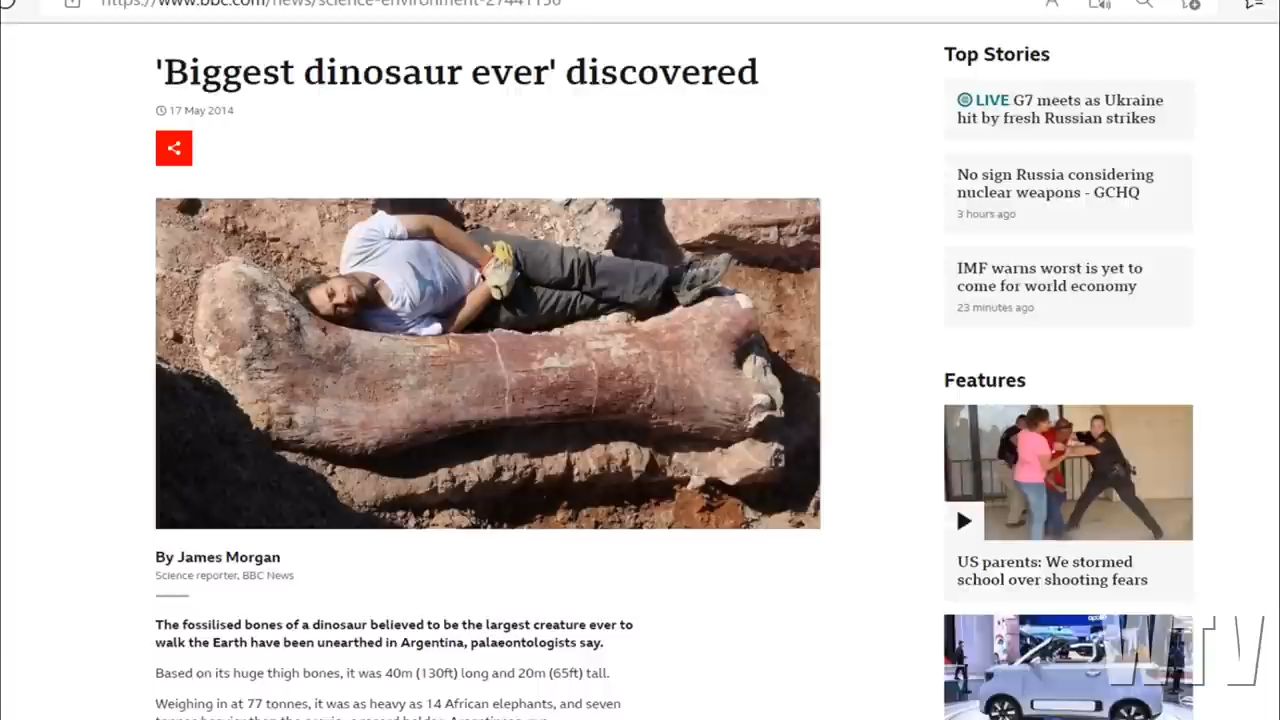 https://www.bbc.com/news/science-environment-27441156
'Biggest dinosaur ever' discovered
17 May 2014
By James Morgan
Science reporter, BBC News
The fossilised bones of a dinosaur believed to be the largest creature ever to
walk the Earth have been unearthed in Argentina, palaeontologists say.
Based on its huge thigh bones, it was 40m (130ft) long and 20m (65ft) tall.
Weighing in at 77 tonnes, it was as heavy as 14 African elephants, and seven
Top Stories
LIVE G7 meets as Ukraine
hit by fresh Russian strikes
No sign Russia considering
nuclear weapons - GCHQ
3 hours ago
IMF warns worst is yet to
come for world economy
23 minutes ago
Features
US parents: We stormed
school over shooting fears
WTV